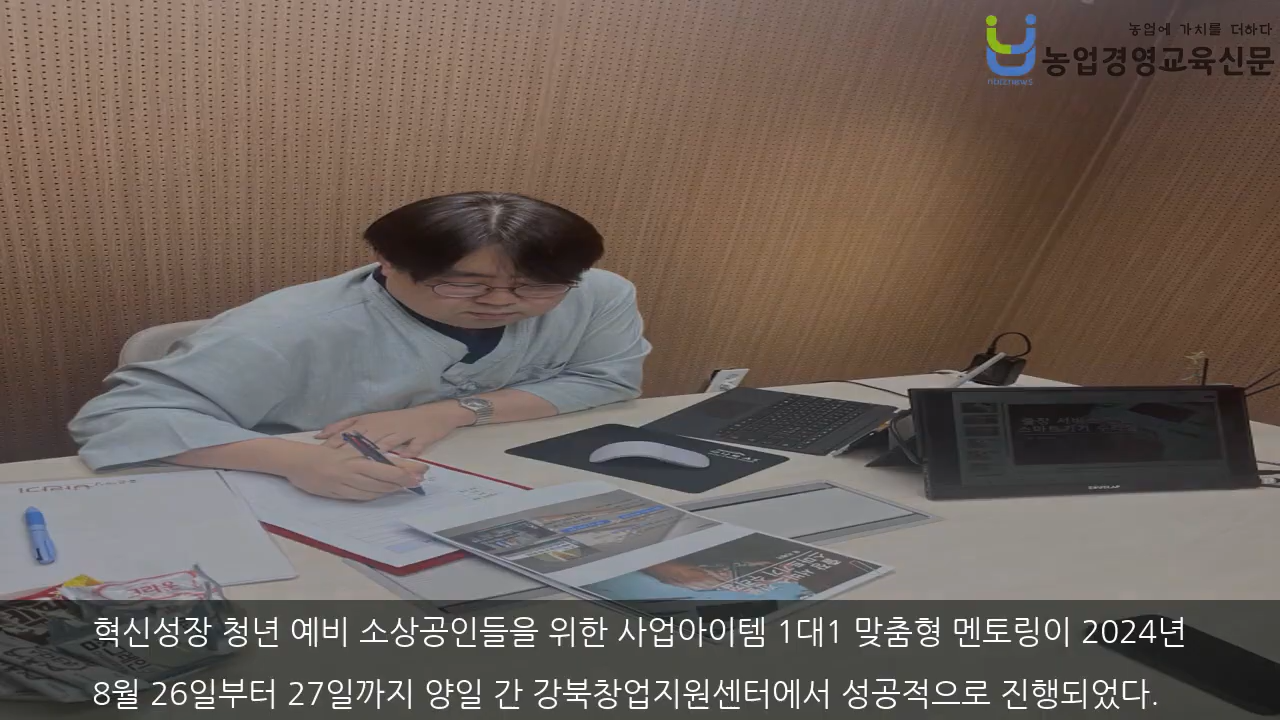 농업에 가치를 더하다
농업경영교육신문
혁신성장 청년 예비 소상공인들을 위한 사업아이템 1대1 맞춤형 멘토링이 2024년
8월 26일부터 27일까지 양일 간 강북창업지원센터에서 성공적으로 진행되었다.